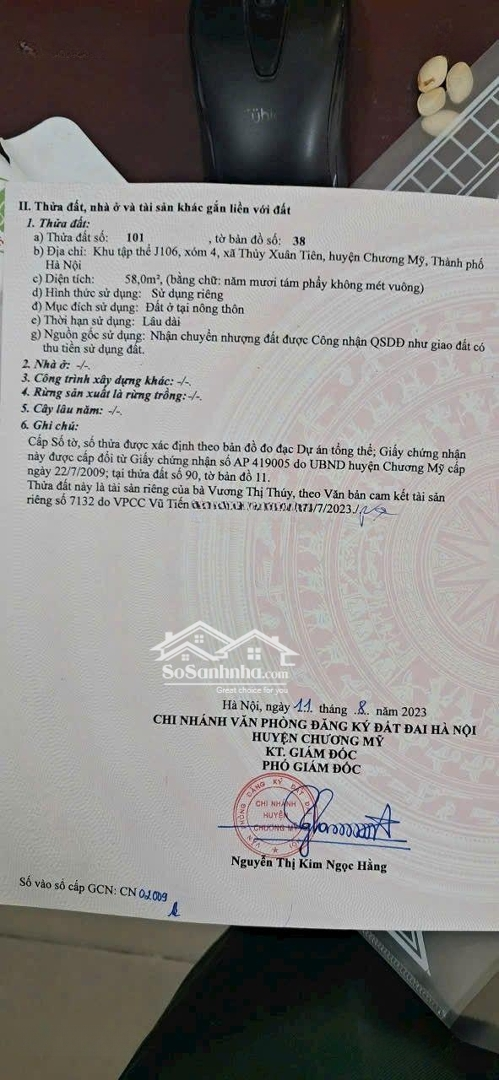 II. Thửa đất, nhà ở và tài sản khác gắn liền với đất
1. Thửa đất:
a) Thửa đất số: 101 , tờ bản đồ số: 38
b) Địa chỉ: Khu tập thể J106, xóm 4, xã Thủy Xuân Tiên, huyện Chương Mỹ, Thành phố
Hà Nội
c) Diện tích: 58,0m², (bằng chữ: năm mươi tám phẩy không mét vuông)
d) Hình thức sử dụng: Sử dụng riêng
đ) Mục đích sử dụng: Đất ở tại nông thôn
e) Thời hạn sử dụng: Lâu dài
g) Nguồn gốc sử dụng: Nhận chuyển nhượng đất được Công nhận QSDĐ như giao đất có
thu tiền sử dụng đất.
2. Nhà ở: -/-.
3. Công trình xây dựng khác: -/-.
4. Rừng sản xuất là rừng trồng: -/-.
5. Cây lâu năm: -/-.
6. Ghi chú:
Cấp Số tờ, số thửa được xác định theo bản đồ đo đạc Dự án tổng thể; Giấy chứng nhận
này được cấp đổi từ Giấy chứng nhận số AP 419005 do UBND huyện Chương Mỹ cấp
ngày 22/7/2009; tại thửa đất số 90, tờ bản đồ 11.
Thửa đất này là tài sản riêng của bà Vương Thị Thúy, theo Văn bản cam kết tài sản
riêng số 7132 do VPCC Vũ Tiến /7/2023./.
SoSanhnha.com
Great choice for you
Hà Nội, ngày 11 tháng 8 năm 2023
CHI NHÁNH VĂN PHÒNG ĐĂNG KÝ ĐẤT ĐAI HÀ NỘI
HUYỆN CHƯƠNG MỸ
KT. GIÁM ĐỐC
PHÓ GIÁM ĐỐC
CHI NHÁNH
HUYỆN
CHƯƠNG MỸ
Nguyễn Thị Kim Ngọc Hằng
Số vào sổ cấp GCN: CN 02009